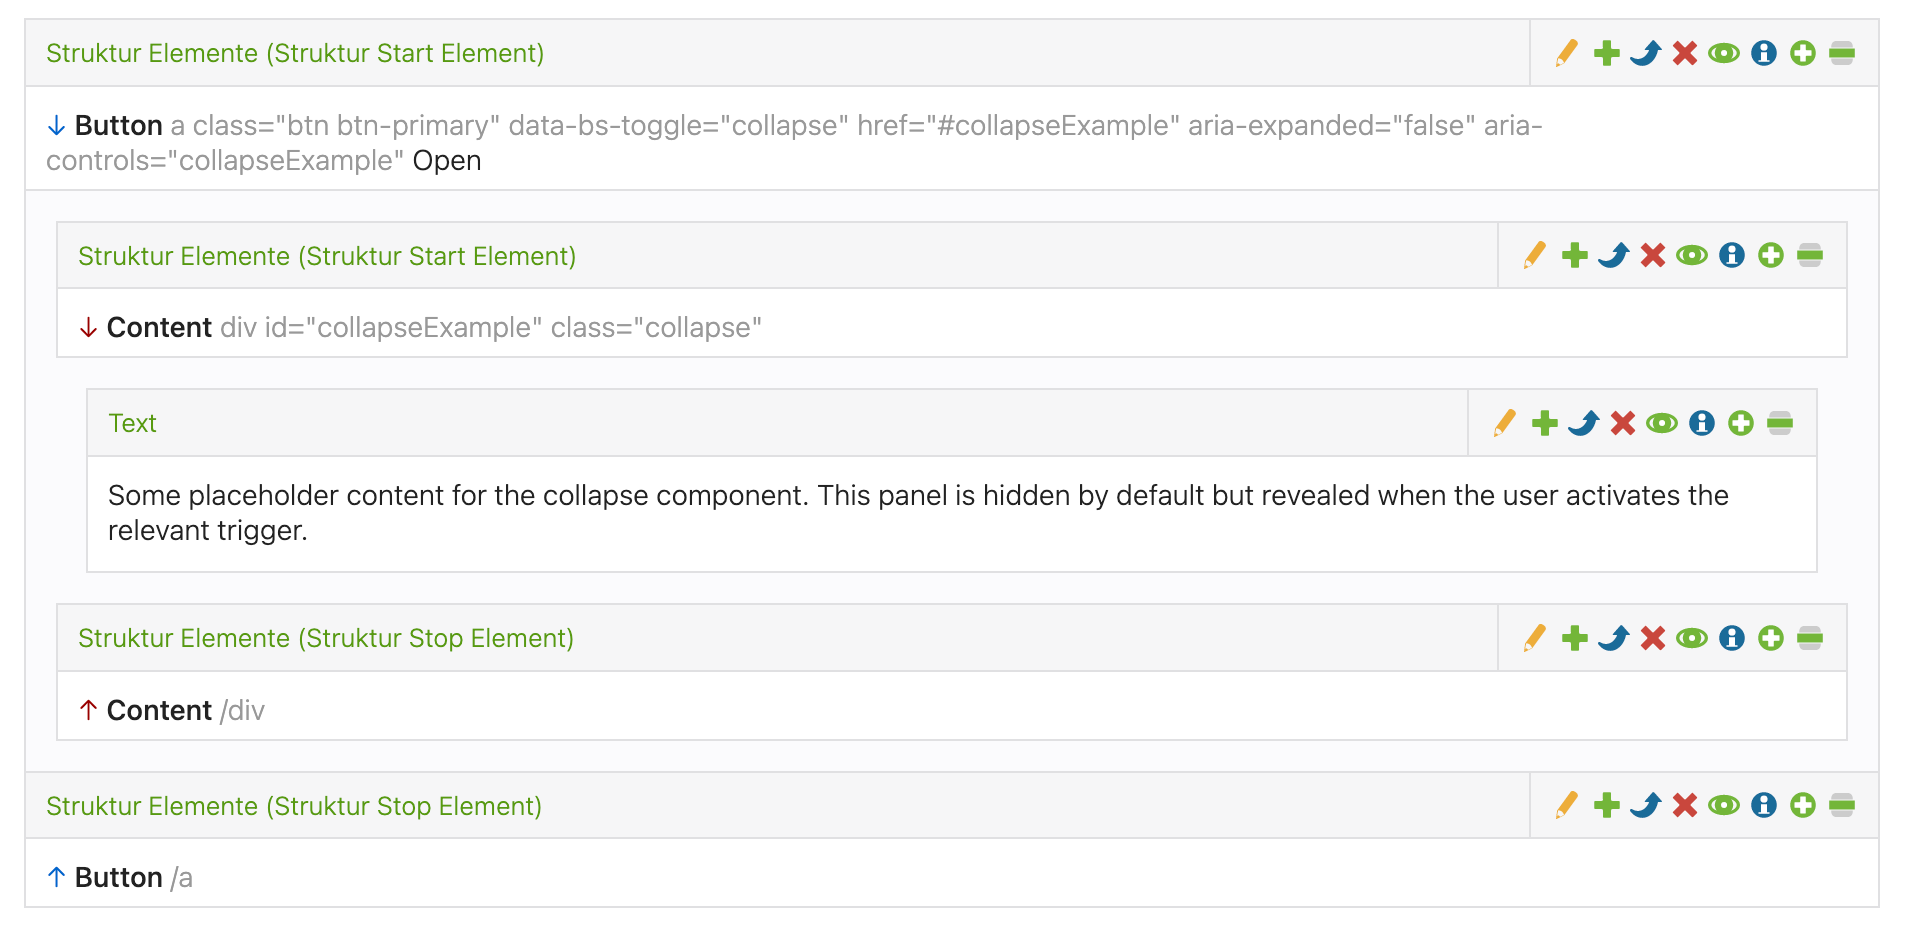 Struktur Elemente (Struktur Start Element)
↓ Button a class="btn btn-primary" data-bs-toggle="collapse" href="#collapseExample" aria-expanded="false" aria-
controls="collapseExample" Open
Struktur Elemente (Struktur Start Element)
↓ Content div id="collapseExample" class="collapse"
Text
Some placeholder content for the collapse component. This panel is hidden by default but revealed when the user activates the
relevant trigger.
Struktur Elemente (Struktur Stop Element)
↑ Content /div
Struktur Elemente (Struktur Stop Element)
↑ Button /a